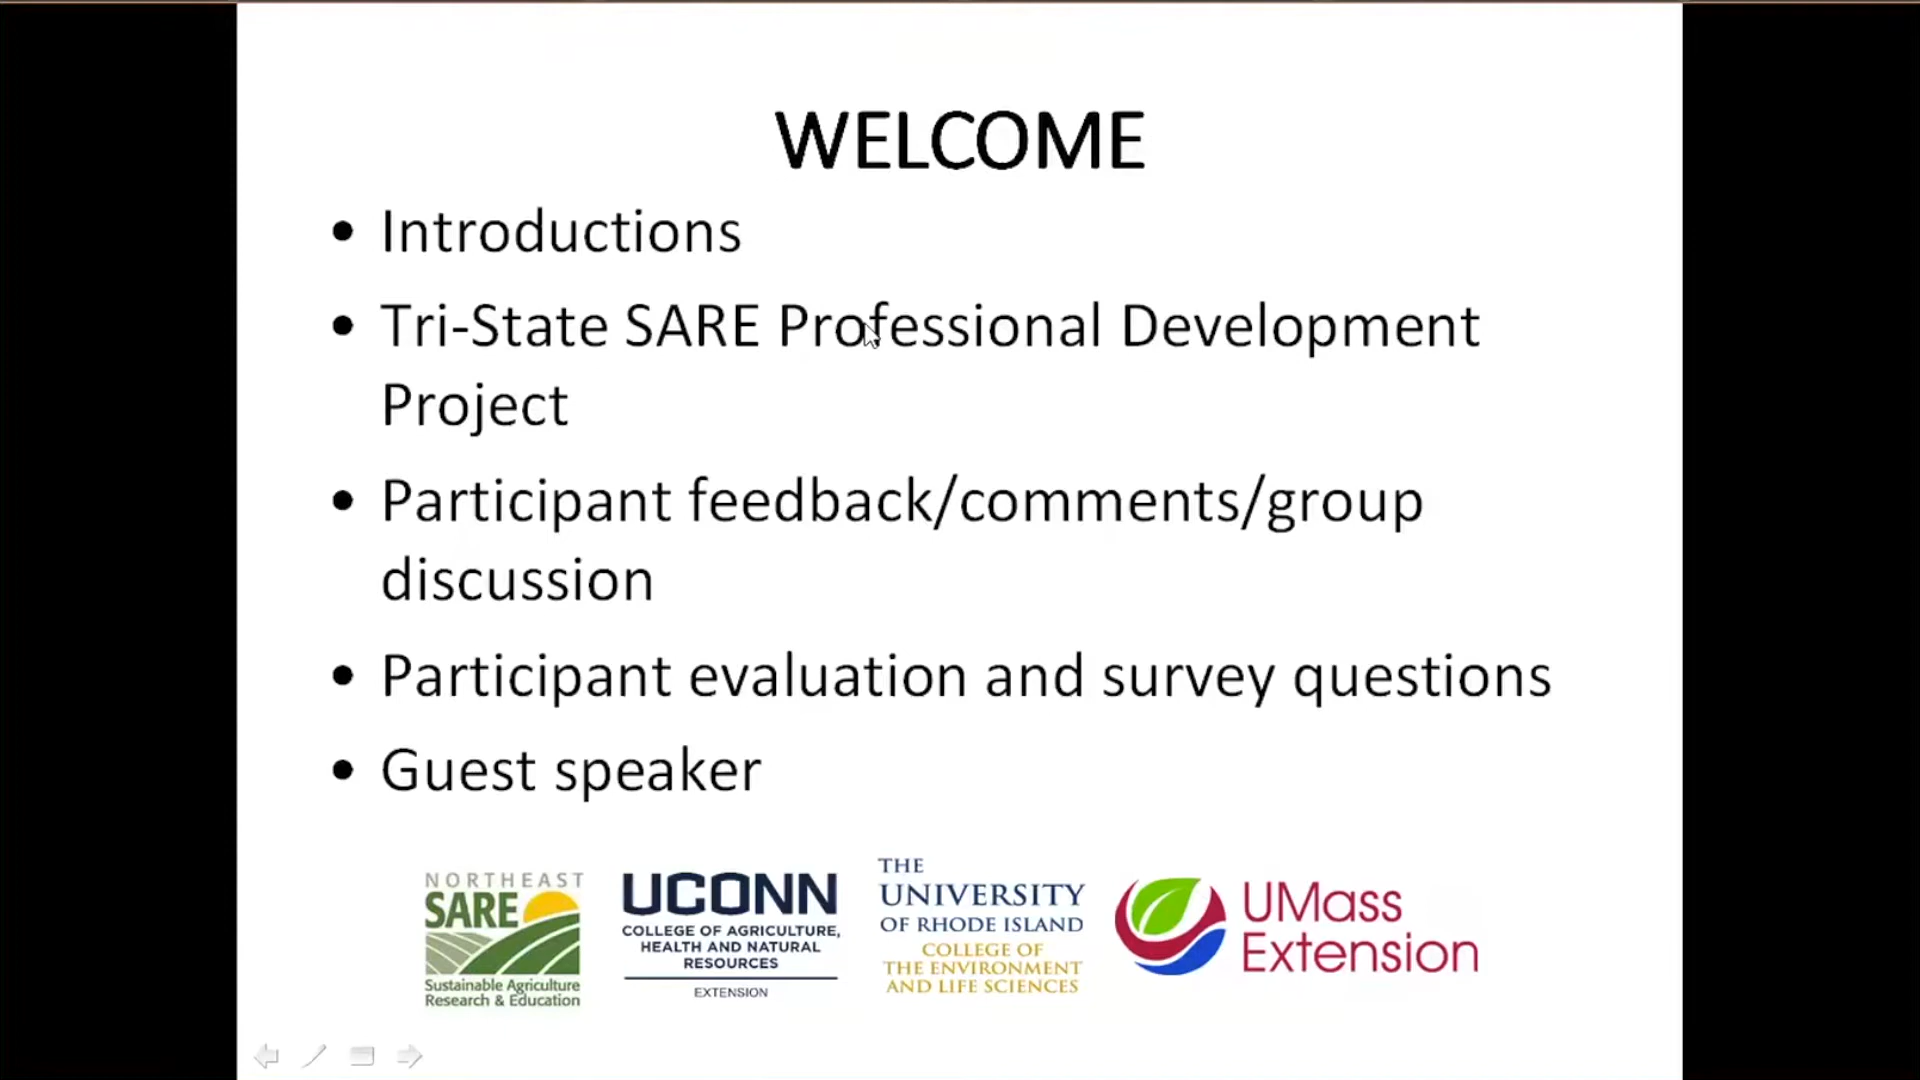 WELCOME
• Introductions
• Tri-State SARE Professional Development
Project
• Participant feedback/comments/group
discussion
• Participant evaluation and survey questions
• Guest speaker
NORTHEAST
SARE
Sustainable Agriculture
Research & Education
UCONN
COLLEGE OF AGRICULTURE,
HEALTH AND NATURAL
RESOURCES
EXTENSION
THE
UNIVERSITY
OF RHODE ISLAND
COLLEGE OF
THE ENVIRONMENT
AND LIFE SCIENCES
UMass
Extension